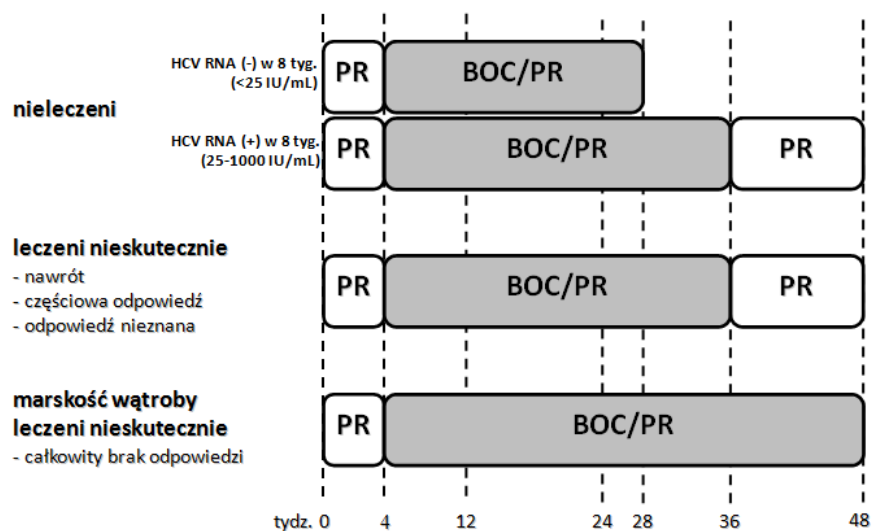 HCV RNA (-) w 8 tyg.
(<25 IU/mL)
PR
BOC/PR
nieleczeni
HCV RNA (+) w 8 tyg.
(25-1000 IU/mL)
PR
BOC/PR
PR
leczeni nieskutecznie
- nawrót
- częściowa odpowiedź
- odpowiedź nieznana
PR
BOC/PR
PR
marskość wątroby
leczeni nieskutecznie
- całkowity brak odpowiedzi
PR
BOC/PR
tydz. 0 4 12 24 28 36 48